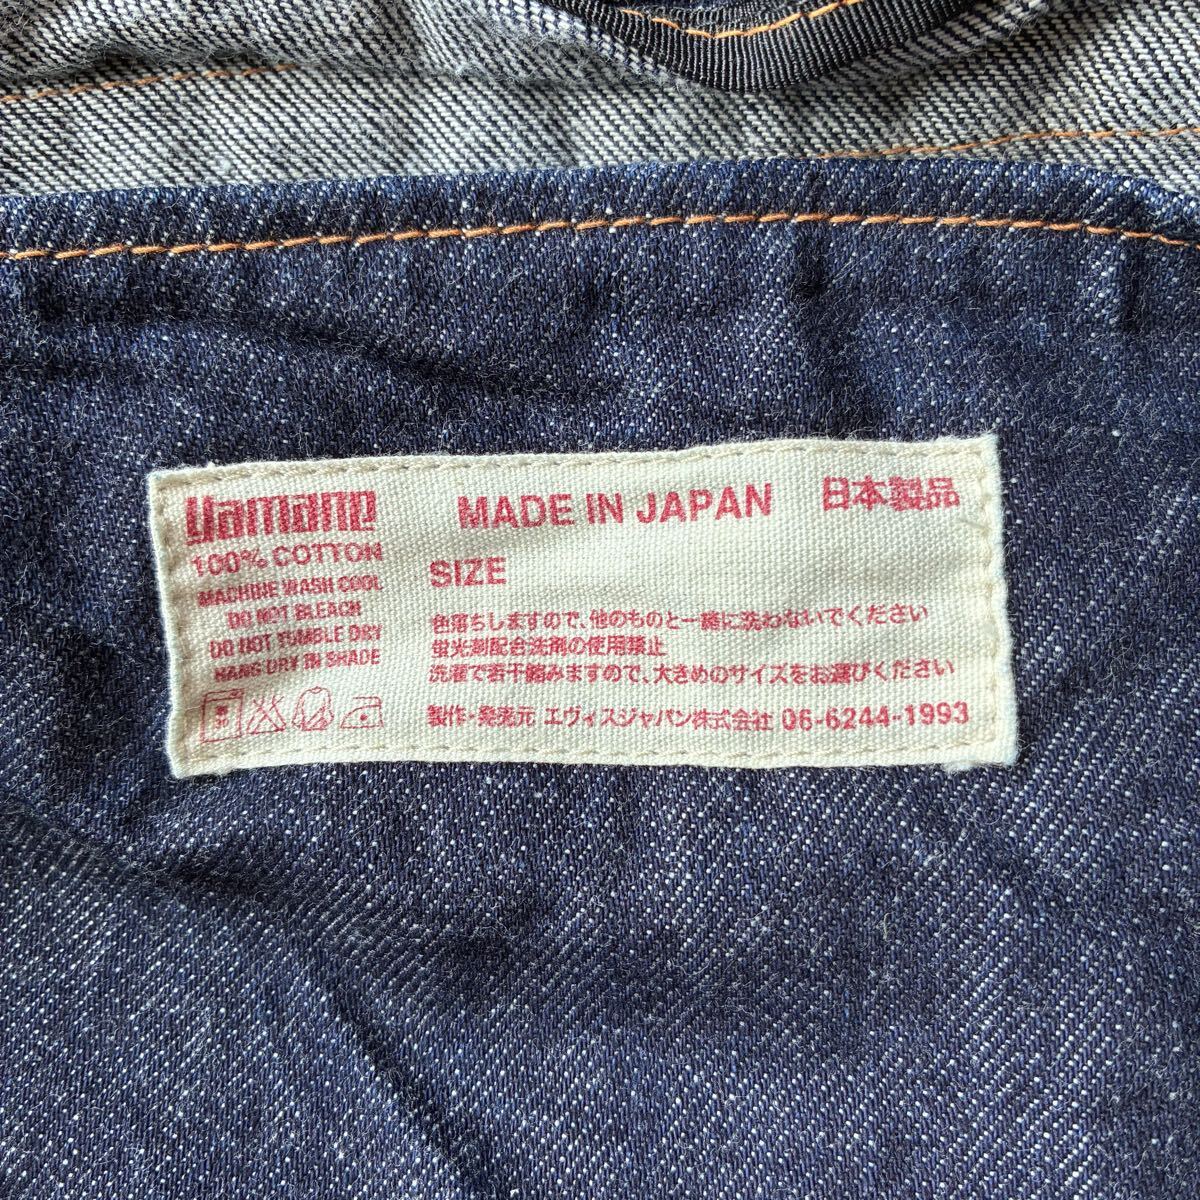 yamane
MADE IN JAPAN 日本製品
100% COTTON
MACHINE WASH COOL
DO NOT BLEACH
DO NOT TUMBLE DRY
HANG DRY IN SHADE
SIZE
色落ちしますので、他のものと一緒に洗わないでください
蛍光剤配合洗剤の使用禁止
洗濯で若干縮みますので、大きめのサイズをお選びください
製作・発売元 エヴィスジャパン株式会社 06-6244-1993